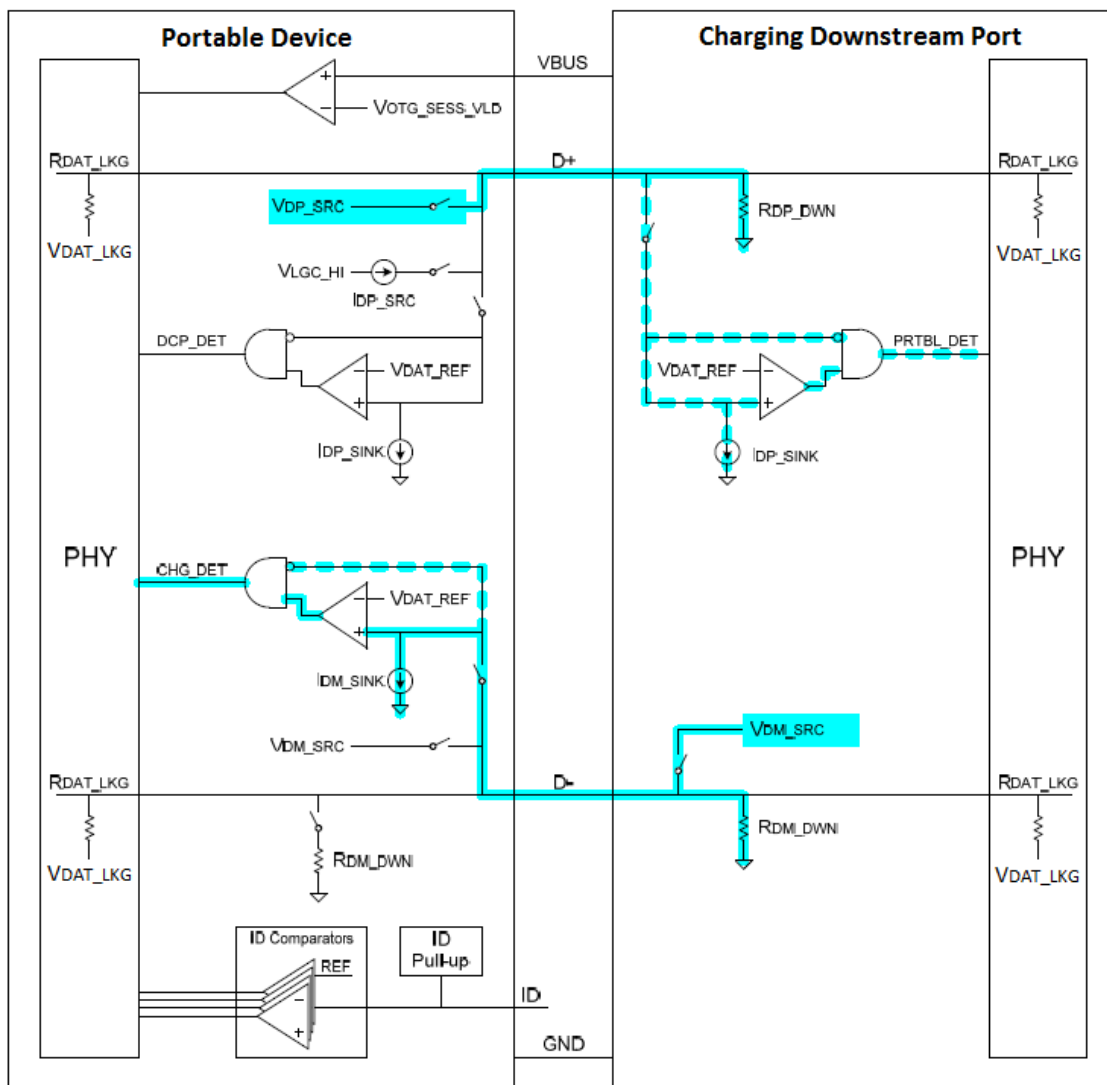 Portable Device
Charging Downstream Port
VBUS
VOTG_SESS_VLD
RDAT_LKG
D+
RDAT_LKG
VDP_SRC
RDP_DWN
VDAT_LKG
VDAT_LKG
VLGC_HI
IDP_SRC
DCP_DET
PRTBL_DET
VDAT_REF
VDAT_REF
IDP_SINK
IDP_SINK
PHY
PHY
CHG_DET
VDAT_REF
IDM_SINK
VDM_SRC
VDM_SRC
RDAT_LKG
D-
RDAT_LKG
RDM_DWN
RDM_DWN
VDAT_LKG
VDAT_LKG
ID Comparators
REF
ID
Pull-up
ID
GND